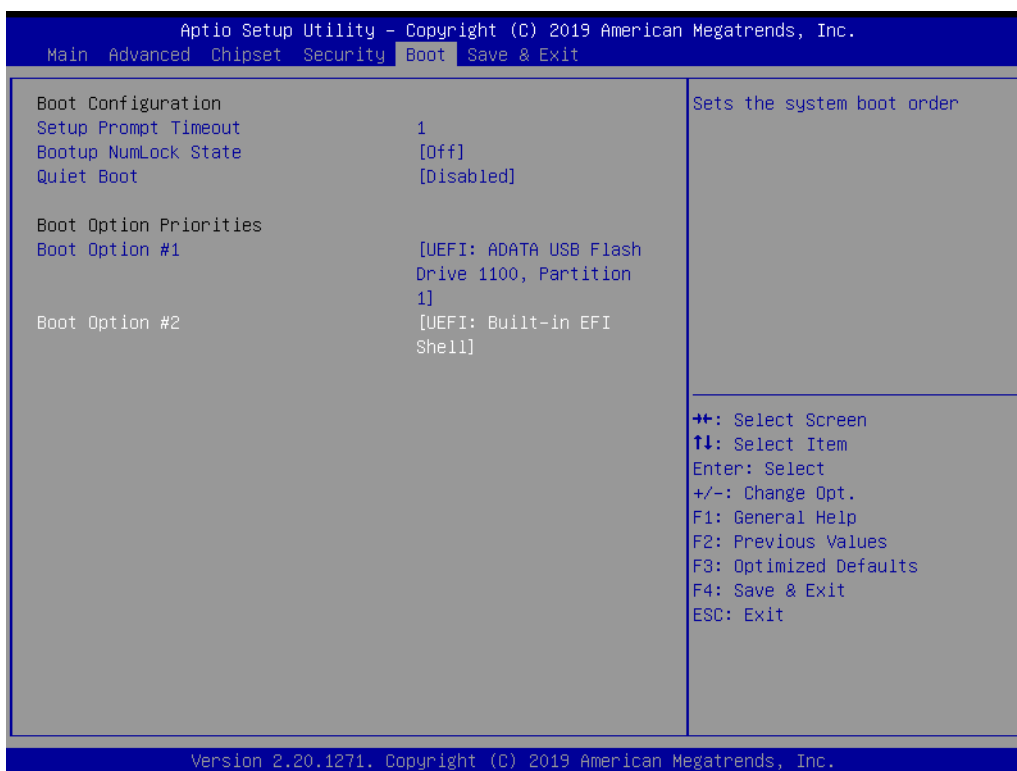 Aptio Setup Utility – Copyright (C) 2019 American Megatrends, Inc.
Main Advanced Chipset Security Boot Save & Exit
Boot Configuration
Setup Prompt Timeout 1
Bootup NumLock State [Off]
Quiet Boot [Disabled]
Boot Option Priorities
Boot Option #1 [UEFI: ADATA USB Flash
Drive 1100, Partition
1]
Boot Option #2 [UEFI: Built-in EFI
Shell]
Sets the system boot order
→←: Select Screen
↑↓: Select Item
Enter: Select
+/-: Change Opt.
F1: General Help
F2: Previous Values
F3: Optimized Defaults
F4: Save & Exit
ESC: Exit
Version 2.20.1271. Copyright (C) 2019 American Megatrends, Inc.